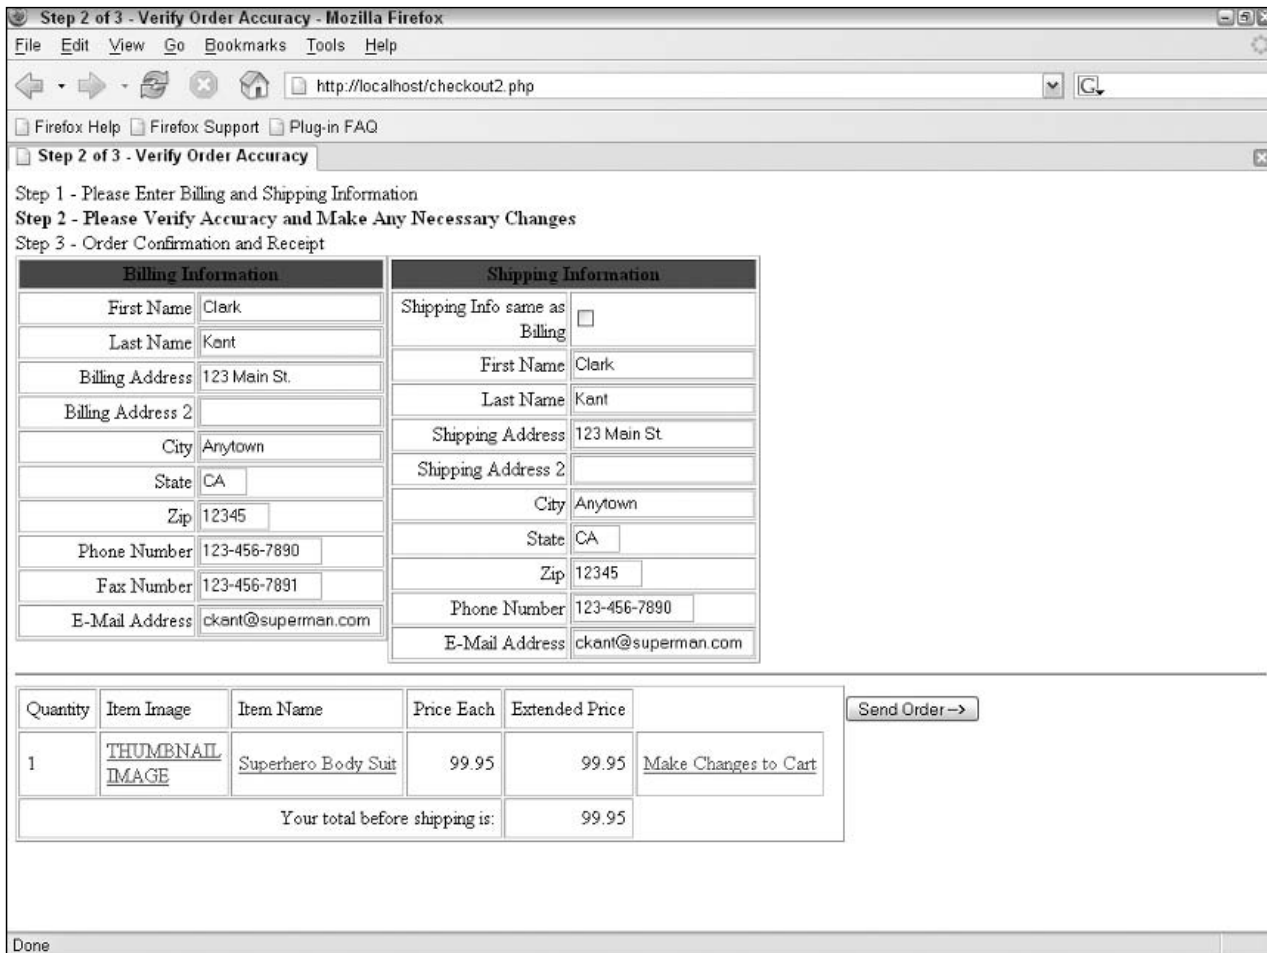 Step 2 of 3 - Verify Order Accuracy - Mozilla Firefox
File Edit View Go Bookmarks Tools Help
http://localhost/checkout2.php
G
Firefox Help Firefox Support Plug-in FAQ
Step 2 of 3 - Verify Order Accuracy
Step 1 - Please Enter Billing and Shipping Information
Step 2 - Please Verify Accuracy and Make Any Necessary Changes
Step 3 - Order Confirmation and Receipt
Billing Information
First Name Clark
Last Name Kant
Billing Address 123 Main St.
Billing Address 2
City Anytown
State CA
Zip 12345
Phone Number 123-456-7890
Fax Number 123-456-7891
E-Mail Address ckant@superman.com
Shipping Information
Shipping Info same as
Billing
First Name Clark
Last Name Kant
Shipping Address 123 Main St.
Shipping Address 2
City Anytown
State CA
Zip 12345
Phone Number 123-456-7890
E-Mail Address ckant@superman.com
Quantity Item Image Item Name Price Each Extended Price
Send Order -->
1 THUMBNAIL IMAGE Superhero Body Suit 99.95 99.95 Make Changes to Cart
Your total before shipping is: 99.95
Done